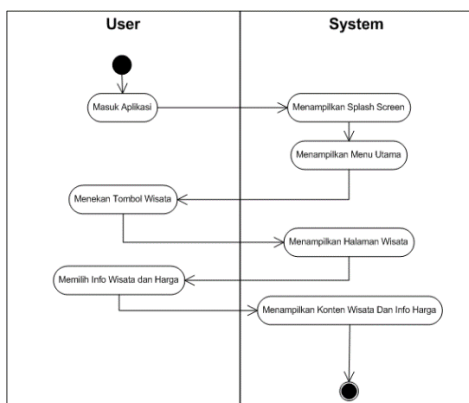 User
System
Masuk Aplikasi
Menampilkan Splash Screen
Menampilkan Menu Utama
Menekan Tombol Wisata
Menampilkan Halaman Wisata
Memilih Info Wisata dan Harga
Menampilkan Konten Wisata Dan Info Harga